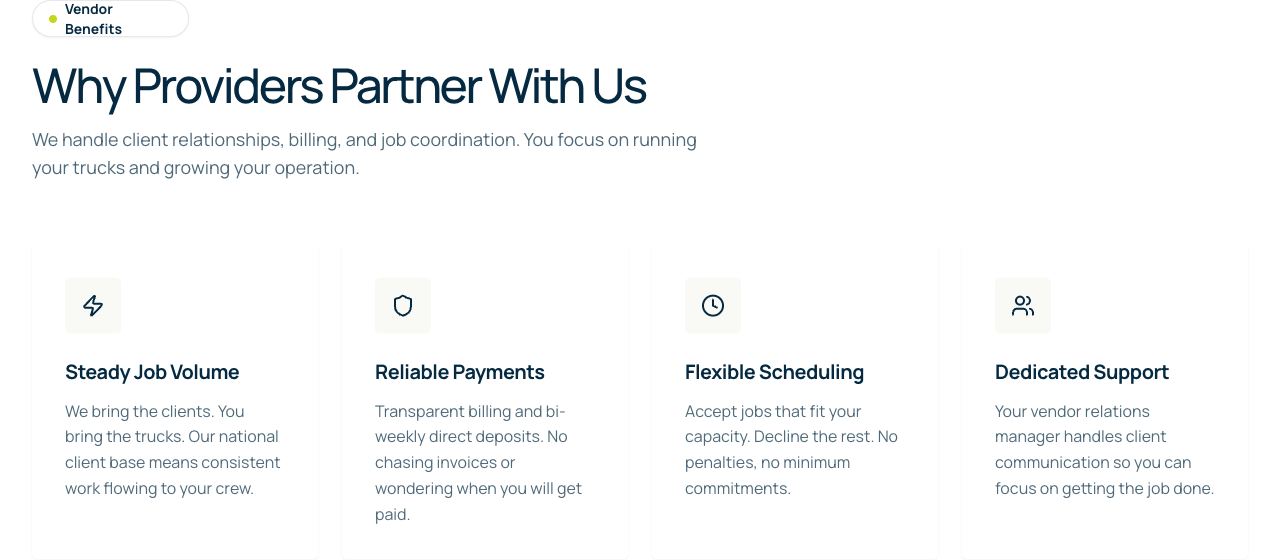 Vendor
Benefits
Why Providers Partner With Us
We handle client relationships, billing, and job coordination. You focus on running
your trucks and growing your operation.
Steady Job Volume
We bring the clients. You
bring the trucks. Our national
client base means consistent
work flowing to your crew.
Reliable Payments
Transparent billing and bi-
weekly direct deposits. No
chasing invoices or
wondering when you will get
paid.
Flexible Scheduling
Accept jobs that fit your
capacity. Decline the rest. No
penalties, no minimum
commitments.
Dedicated Support
Your vendor relations
manager handles client
communication so you can
focus on getting the job done.